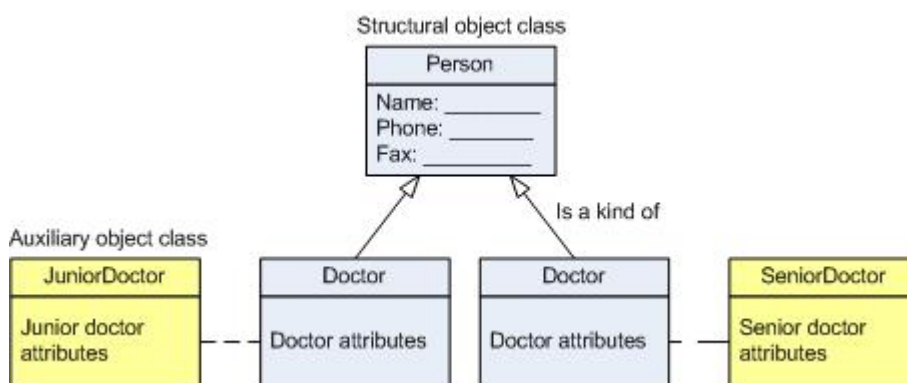 Structural object class
Person
Name: _________
Phone: ________
Fax: __________
Is a kind of
Auxiliary object class
JuniorDoctor
Junior doctor
attributes
Doctor
Doctor attributes
Doctor
Doctor attributes
SeniorDoctor
Senior doctor
attributes